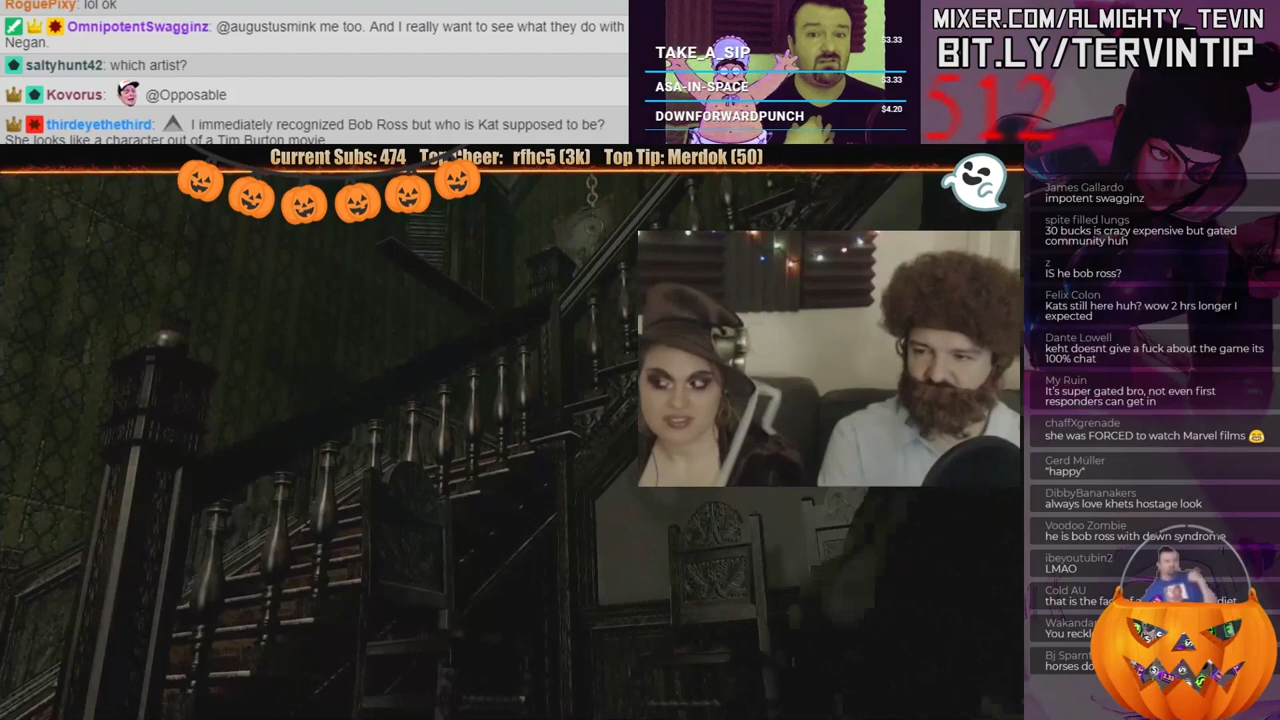 RoguePixy: lol ok
OmnipotentSwagginz: @augustusmink me too. And I really want to see what they do with
Negan.
saltyhunt42: which artist?
Kovorus: @Opposable
thirdeyethethird: I immediately recognized Bob Ross but who is Kat supposed to be?
She looks like a character out of a Tim Burton movie
TAKE_A_SIP $3.33
ASA-IN-SPACE $3.33
DOWNFORWARDPUNCH $4.20
MIXER.COM/ALMIGHTY_TEVIN
BIT.LY/TERVINTIP
512
Current Subs: 474 Top Cheer: rfhc5 (3k) Top Tip: Merdok (50)
James Gallardo
impotent swagginz
spite filled lungs
30 bucks is crazy expensive but gated
community huh
z
IS he bob ross?
Felix Colon
Kats still here huh? wow 2 hrs longer I
expected
Dante Lowell
keht doesnt give a fuck about the game its
100% chat
My Ruin
It's super gated bro, not even first
responders can get in
chaffXgrenade
she was FORCED to watch Marvel films 😂
Gerd Müller
"happy"
DibbyBananakers
always love khets hostage look
Voodoo Zombie
he is bob ross with down syndrome
ibeyoutubin2
LMAO
Cold AU
that is the diet
You
Bj
horses